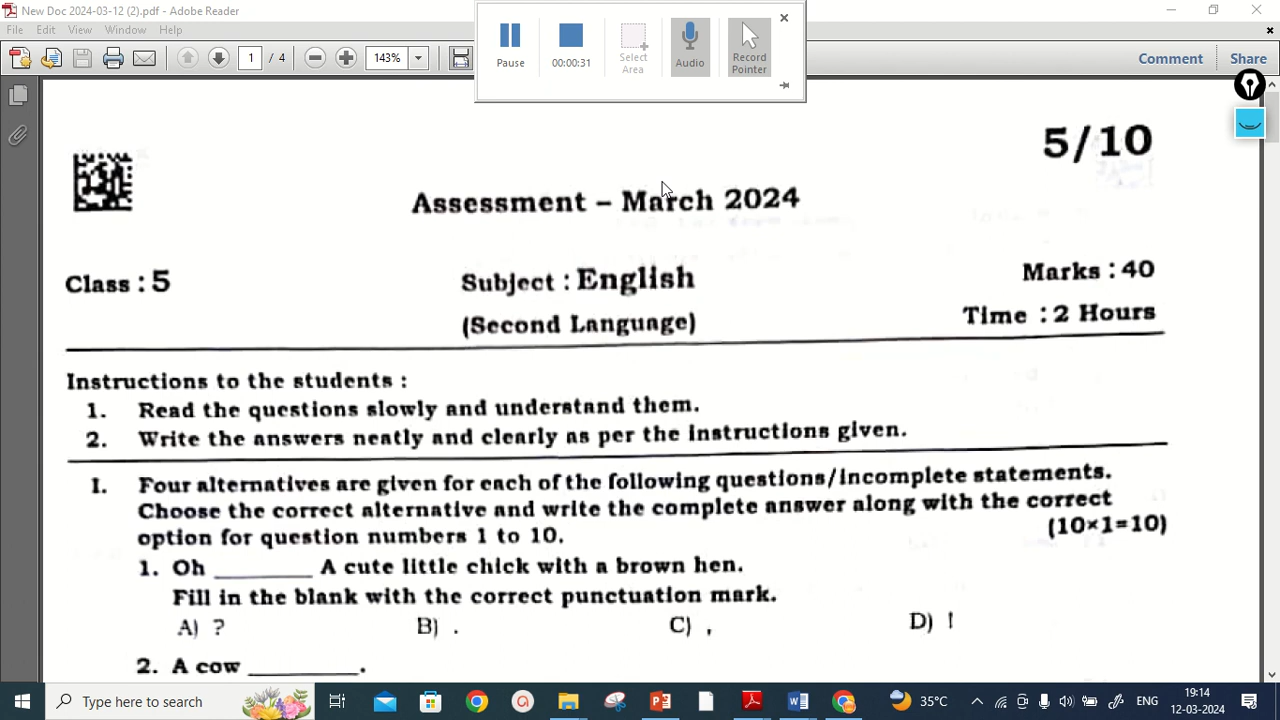 New Doc 2024-03-12 (2).pdf - Adobe Reader
File Edit View Window Help
1 / 4 143% Comment Share
Pause 00:00:31 Select Area Audio Record Pointer
5/10
Assessment – March 2024
Class : 5 Subject : English Marks : 40
(Second Language) Time : 2 Hours
Instructions to the students :
1. Read the questions slowly and understand them.
2. Write the answers neatly and clearly as per the instructions given.
I. Four alternatives are given for each of the following questions/incomplete statements.
Choose the correct alternative and write the complete answer along with the correct
option for question numbers 1 to 10. (10×1=10)
1. Oh ________ A cute little chick with a brown hen.
Fill in the blank with the correct punctuation mark.
A) ? B) . C) , D) !
2. A cow _________.
Type here to search 35°C ENG 19:14
12-03-2024